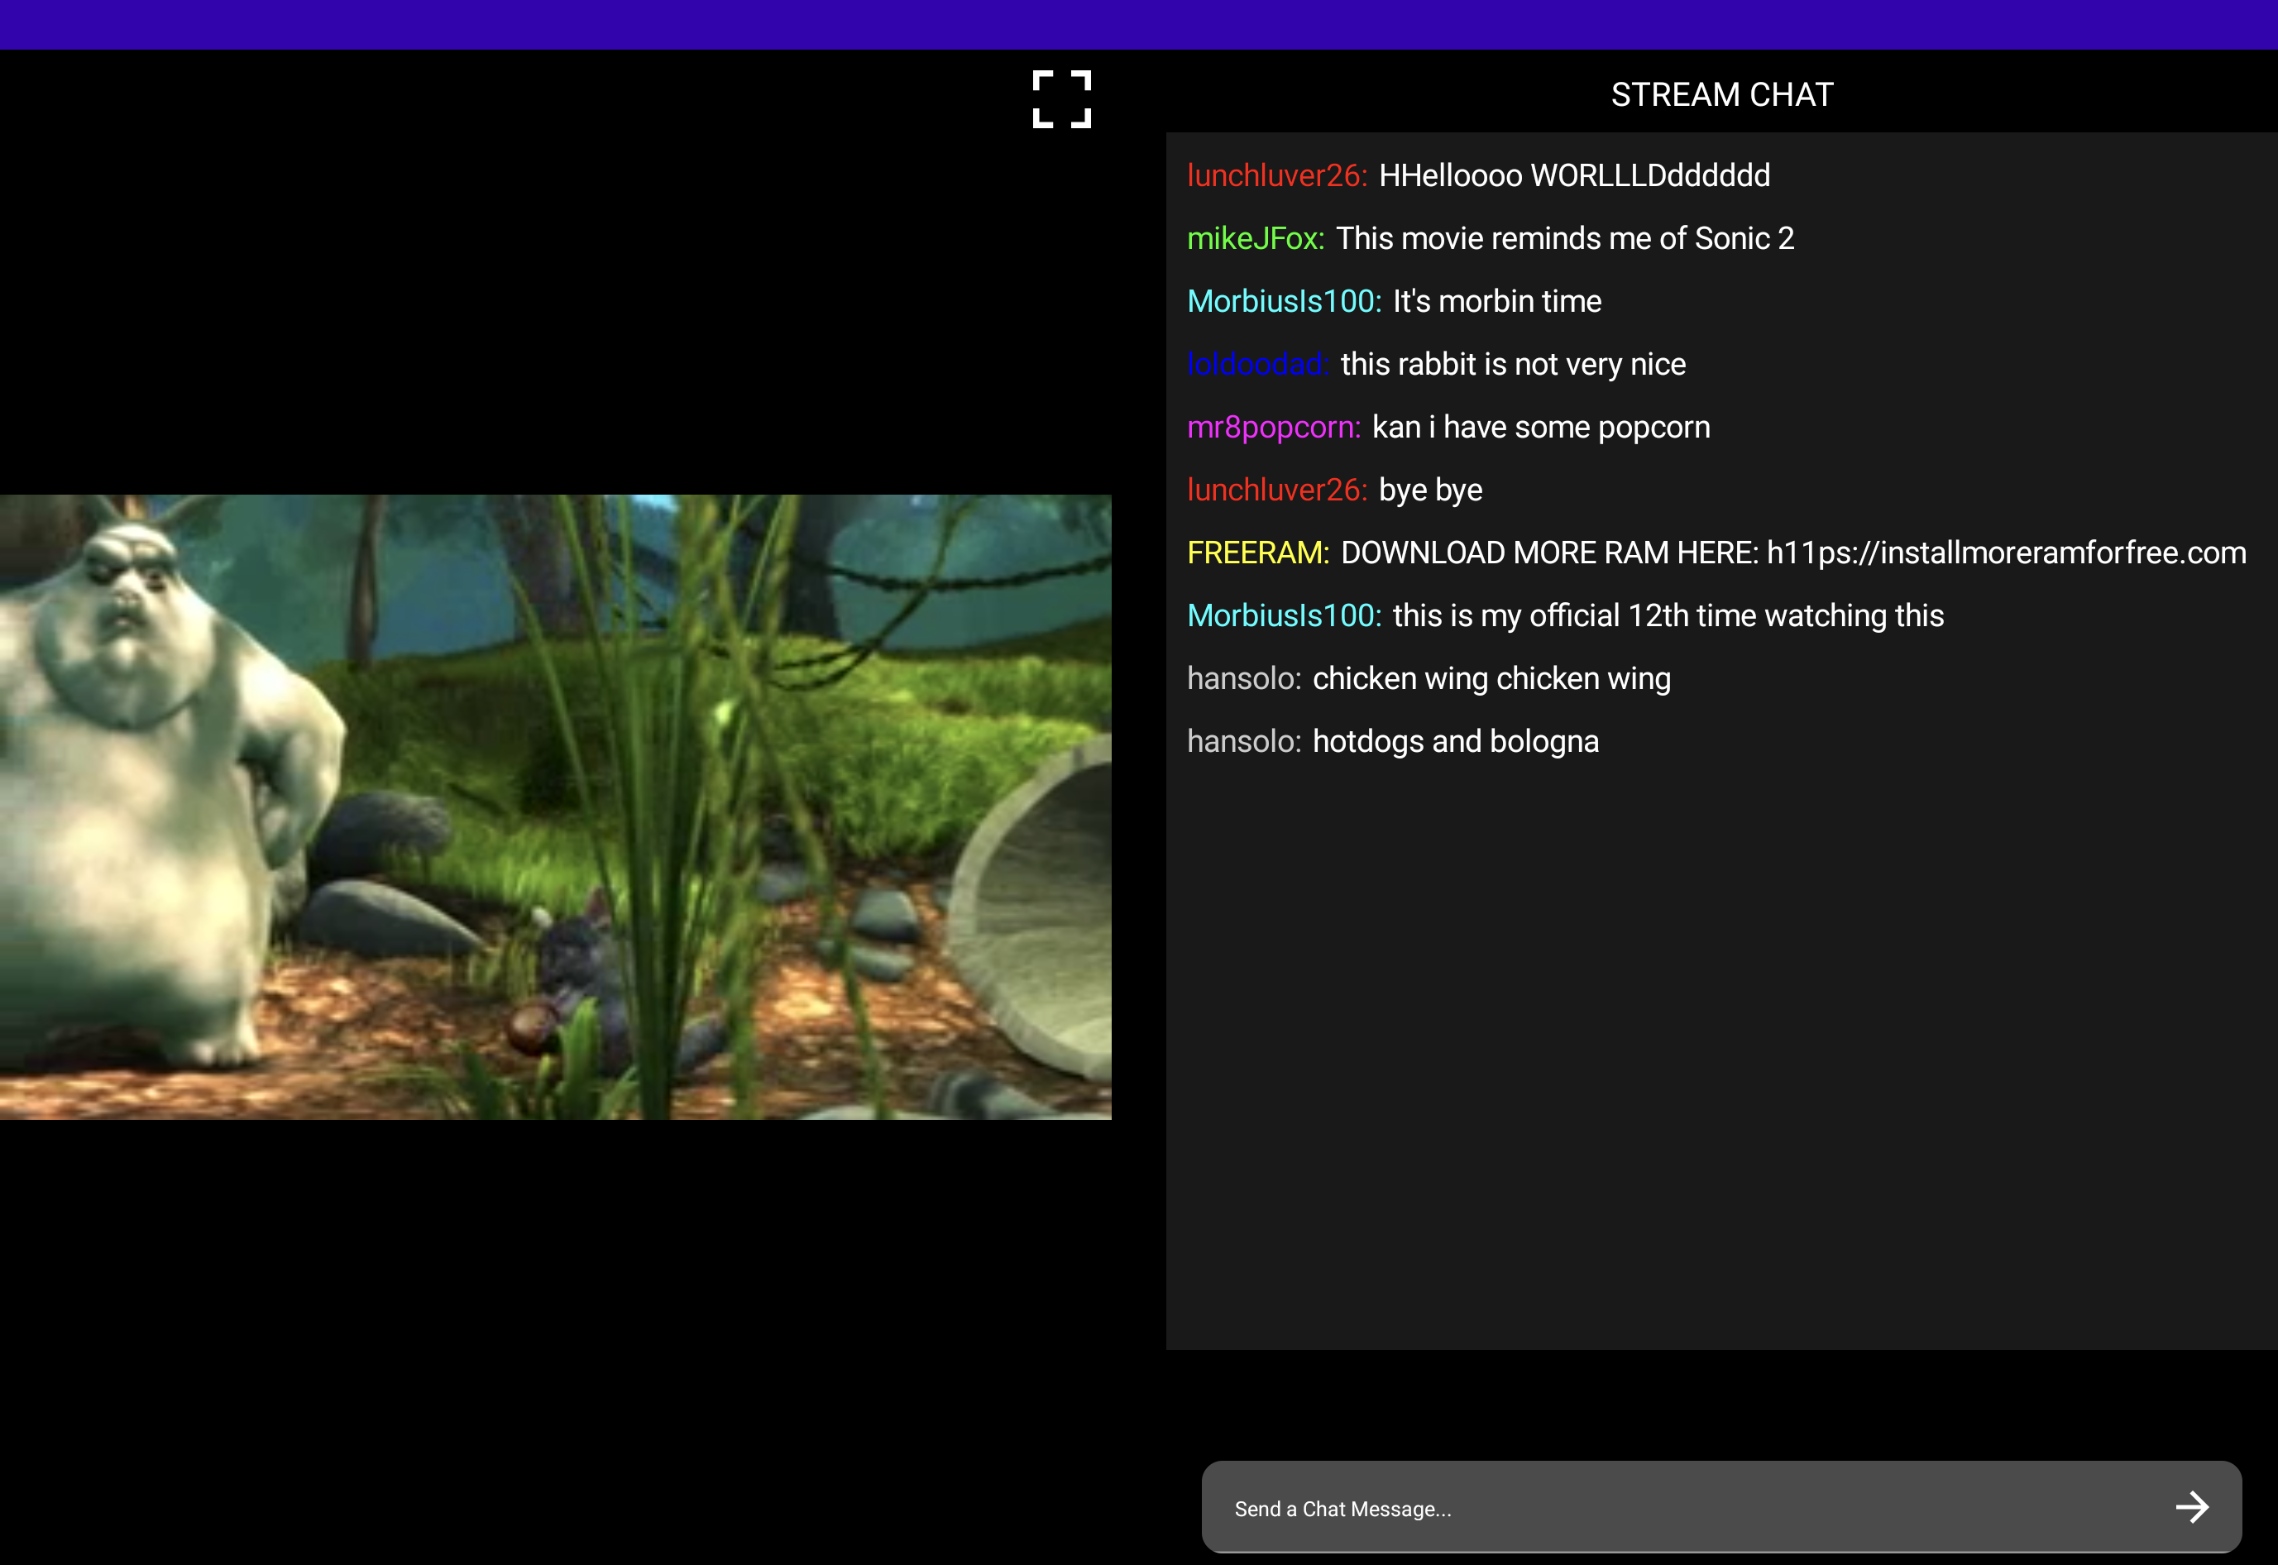 STREAM CHAT
lunchluver26: HHelloooo WORLLLDdddddd
mikeJFox: This movie reminds me of Sonic 2
MorbiusIs100: It's morbin time
loldoodad: this rabbit is not very nice
mr8popcorn: kan i have some popcorn
lunchluver26: bye bye
FREERAM: DOWNLOAD MORE RAM HERE: h11ps://installmoreramforfree.com
MorbiusIs100: this is my official 12th time watching this
hansolo: chicken wing chicken wing
hansolo: hotdogs and bologna
Send a Chat Message...